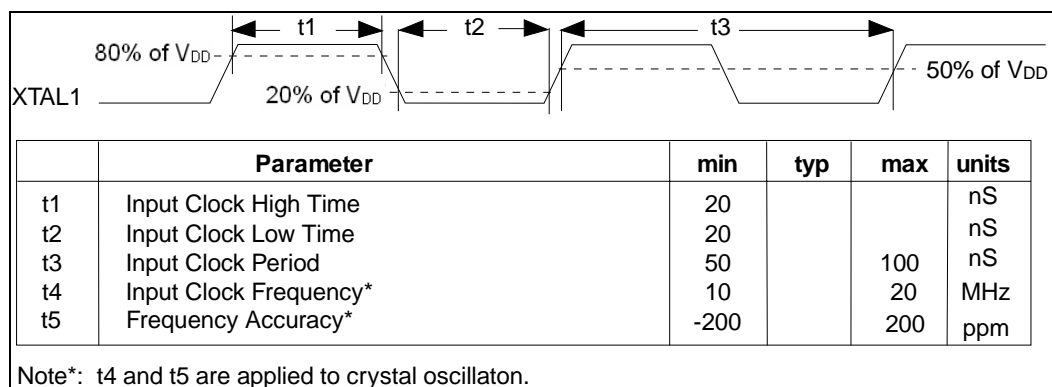 t1 t2 t3
80% of VDD
50% of VDD
XTAL1
20% of VDD
Parameter min typ max units
t1 Input Clock High Time 20 nS
t2 Input Clock Low Time 20 nS
t3 Input Clock Period 50 100 nS
t4 Input Clock Frequency* 10 20 MHz
t5 Frequency Accuracy* -200 200 ppm
Note*: t4 and t5 are applied to crystal oscillaton.